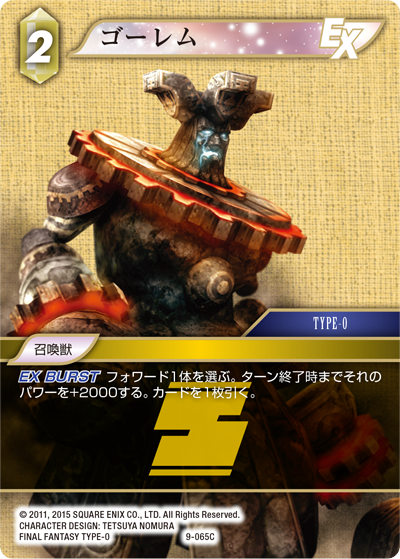 2
ゴーレム
EX
TYPE-0
召喚獣
EX BURST フォワード1体を選ぶ。ターン終了時までそれの
パワーを+2000する。カードを1枚引く。
© 2011, 2015 SQUARE ENIX CO., LTD. All Rights Reserved.
CHARACTER DESIGN: TETSUYA NOMURA
FINAL FANTASY TYPE-0 9-065C